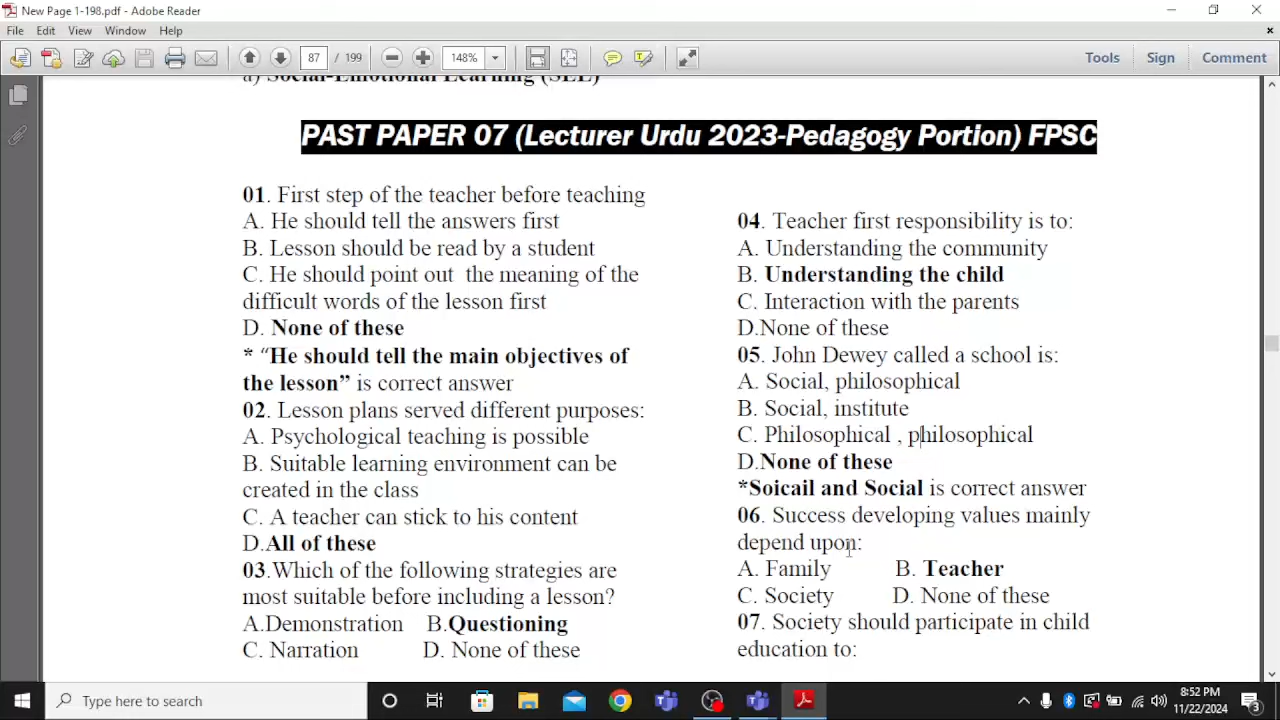 New Page 1-198.pdf - Adobe Reader
File Edit View Window Help
87 / 199 148% Tools Sign Comment
a) Social-Emotional Learning (SEL)
PAST PAPER 07 (Lecturer Urdu 2023-Pedagogy Portion) FPSC
01. First step of the teacher before teaching
A. He should tell the answers first
B. Lesson should be read by a student
C. He should point out the meaning of the
difficult words of the lesson first
D. None of these
* “He should tell the main objectives of
the lesson” is correct answer
02. Lesson plans served different purposes:
A. Psychological teaching is possible
B. Suitable learning environment can be
created in the class
C. A teacher can stick to his content
D.All of these
03.Which of the following strategies are
most suitable before including a lesson?
A.Demonstration B.Questioning
C. Narration D. None of these
04. Teacher first responsibility is to:
A. Understanding the community
B. Understanding the child
C. Interaction with the parents
D.None of these
05. John Dewey called a school is:
A. Social, philosophical
B. Social, institute
C. Philosophical , philosophical
D.None of these
*Soicail and Social is correct answer
06. Success developing values mainly
depend upon:
A. Family B. Teacher
C. Society D. None of these
07. Society should participate in child
education to:
Type here to search
8:52 PM
11/22/2024
3